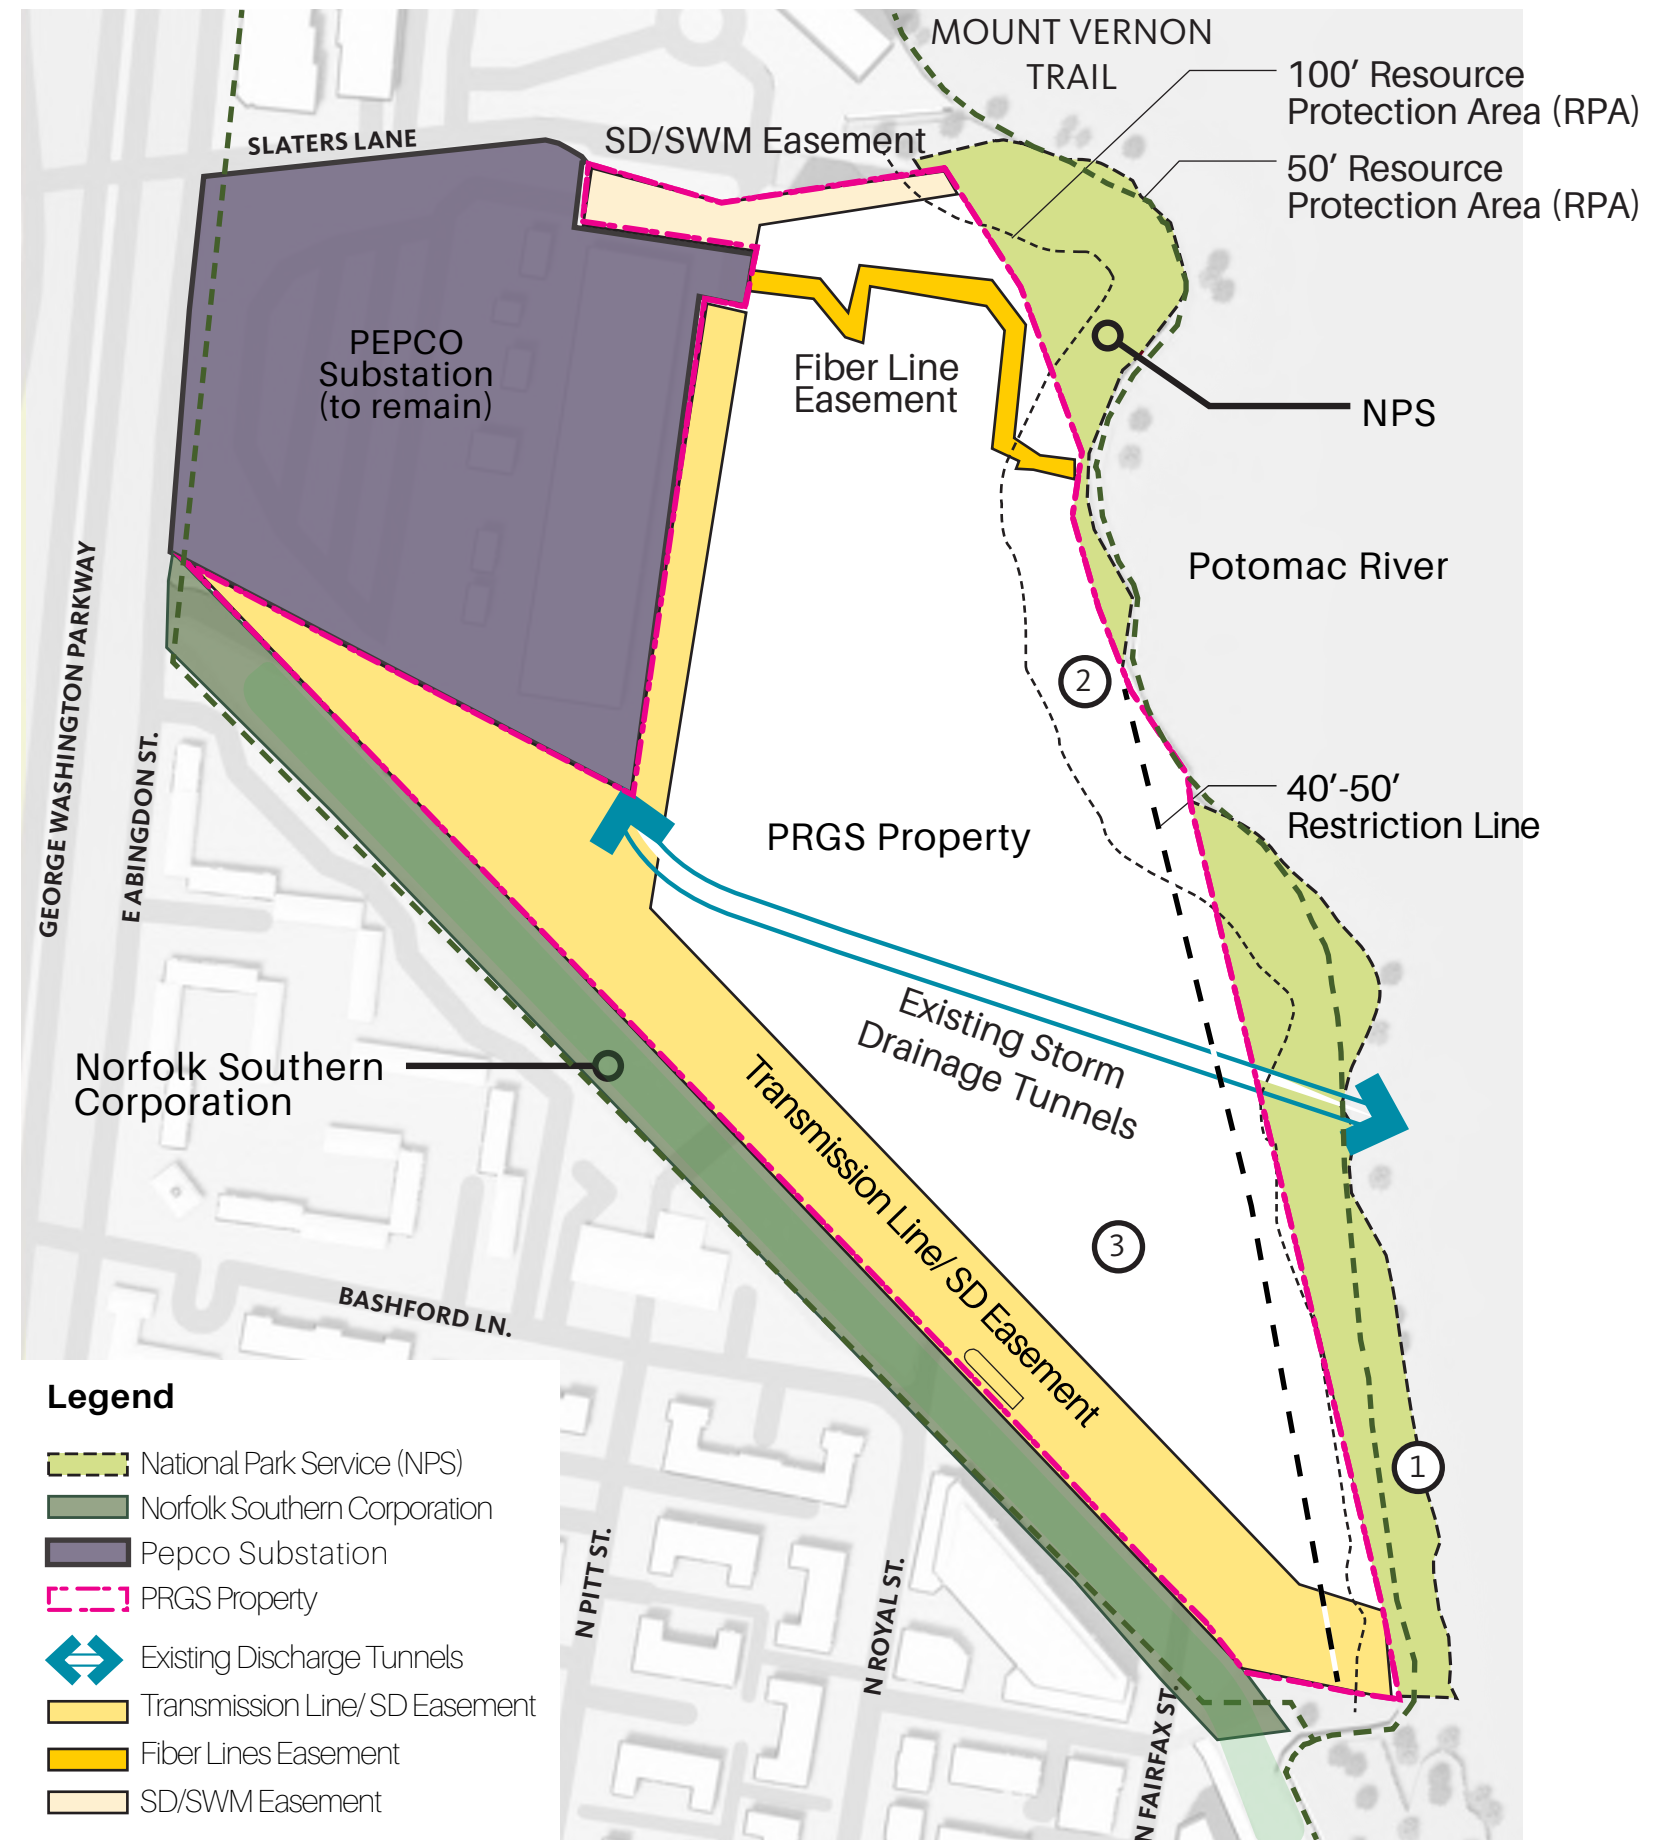 MOUNT VERNON
TRAIL
100’ Resource
Protection Area (RPA)
SLATERS LANE
SD/SWM Easement
50’ Resource
Protection Area (RPA)
PEPCO
Substation
(to remain)
Fiber Line
Easement
NPS
Potomac River
GEORGE WASHINGTON PARKWAY
E ABINGDON ST.
2
40’-50’
Restriction Line
PRGS Property
Existing Storm
Drainage Tunnels
Norfolk Southern
Corporation
Transmission Line/ SD Easement
3
BASHFORD LN.
1
N PITT ST.
N ROYAL ST.
N FAIRFAX ST.
Legend
National Park Service (NPS)
Norfolk Southern Corporation
Pepco Substation
PRGS Property
Existing Discharge Tunnels
Transmission Line/ SD Easement
Fiber Lines Easement
SD/SWM Easement